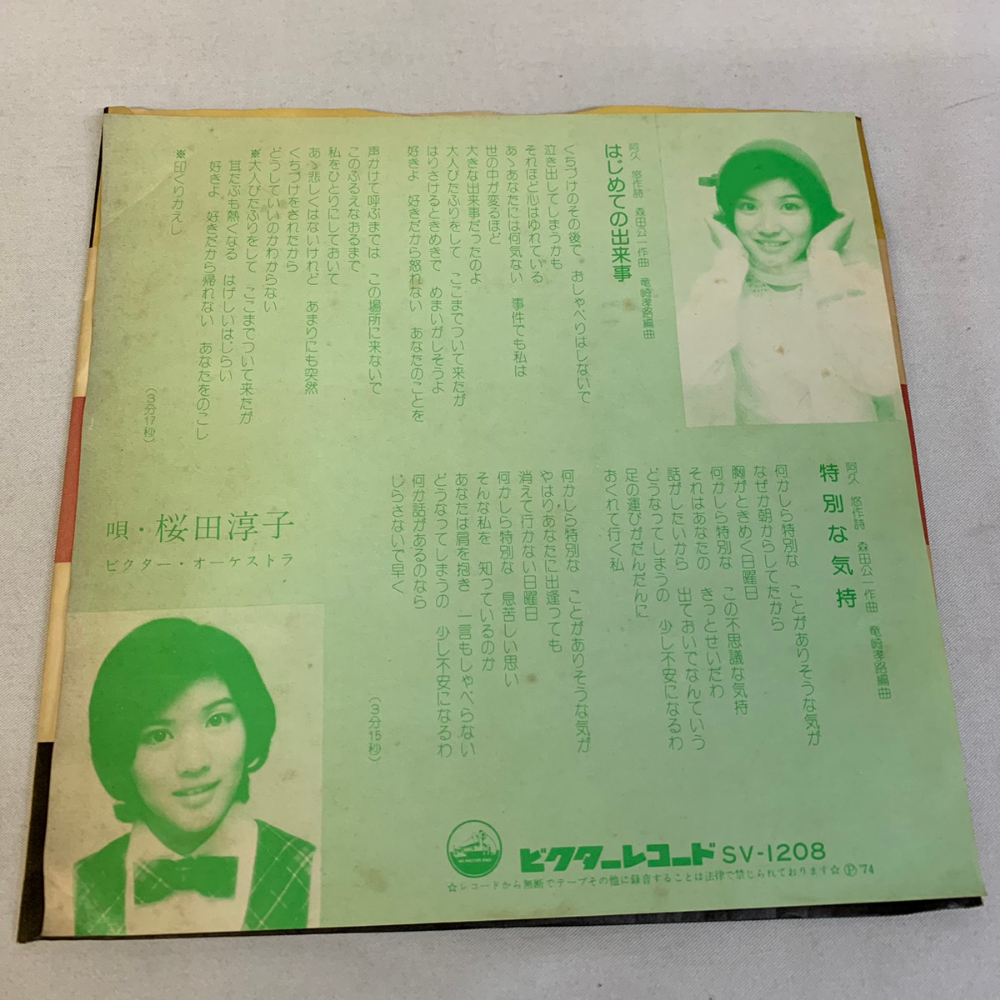 はじめての出来事
阿久 悠作詩 森田公一作曲 竜崎孝路編曲
くちづけのその後で おしゃべりはしないで
泣き出してしまうかも
それほど心はゆれている
あゝあなたには何気ない 事件でも私は
世の中が変るほど
大きな出来事だったのよ
大人びたふりをして ここまでついて来たが
はりさけるときめきで めまいがしそうよ
好きよ 好きだから怒れない あなたのことを
声かけて呼ぶまでは この場所に来ないで
このふるえなおるまで
私をひとりにしておいて
あゝ悲しくはないけれど あまりにも突然
くちづけをされたから
どうしていいのかわからない
※大人びたふりをして ここまでついて来たが
耳たぶも熱くなる はげしいはじらい
好きよ 好きだから帰れない あなたをのこし
※印くりかえし
(3分17秒)
特別な気持
阿久 悠作詩 森田公一作曲 竜崎孝路編曲
何かしら特別な ことがありそうな気が
なぜか朝からしてたから
胸がときめく日曜日
何かしら特別な この不思議な気持
それはあなたの きっとせいだわ
話がしたいから 出ておいでなんていう
どうなってしまうの 少し不安になるわ
足の運びがだんだんに
おくれて行く私
何かしら特別な ことがありそうな気が
やはりあなたに出逢っても
消えて行かない日曜日
何かしら特別な 息苦しい思い
そんな私を 知っているのか
あなたは肩を抱き 一言もしゃべらない
どうなってしまうの 少し不安になるわ
何か話があるのなら
じらさないで早く
(3分15秒)
唄・桜田淳子
ビクター・オーケストラ
ビクターレコード SV-1208
☆レコードから無断でテープその他に録音することは法律で禁じられております☆ Ⓟ'74